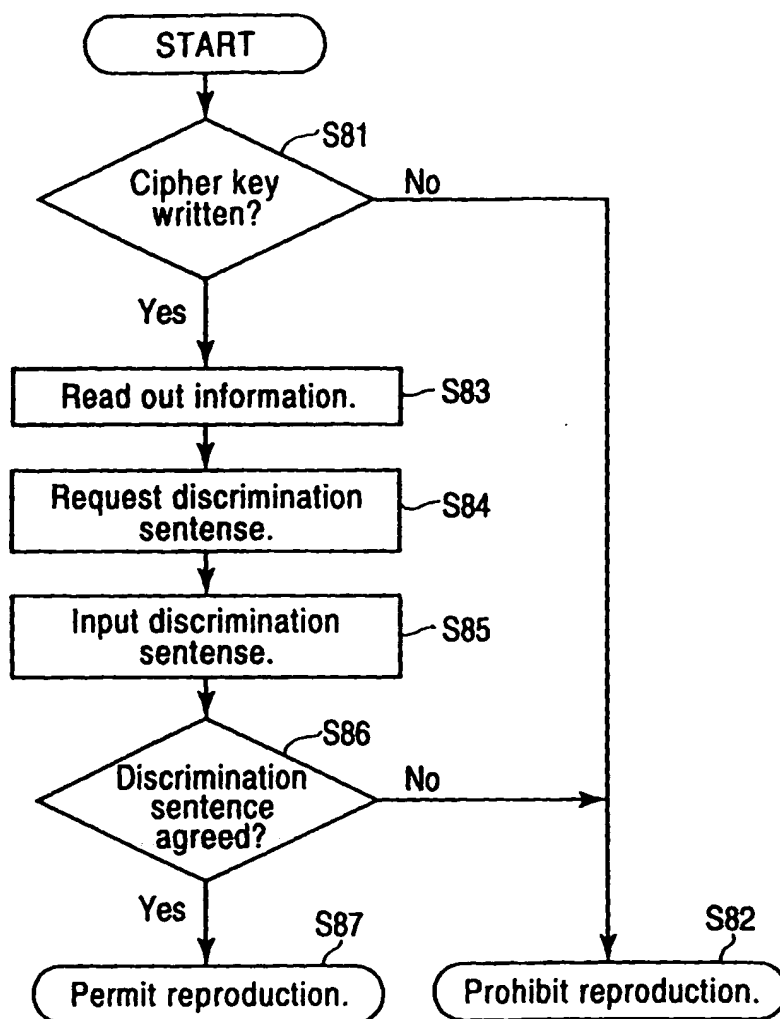 START
S81
Cipher key
written?
No
Yes
Read out information.
S83
Request discrimination
sentense.
S84
Input discrimination
sentense.
S85
S86
Discrimination
sentence
agreed?
No
Yes
S87
Permit reproduction.
S82
Prohibit reproduction.